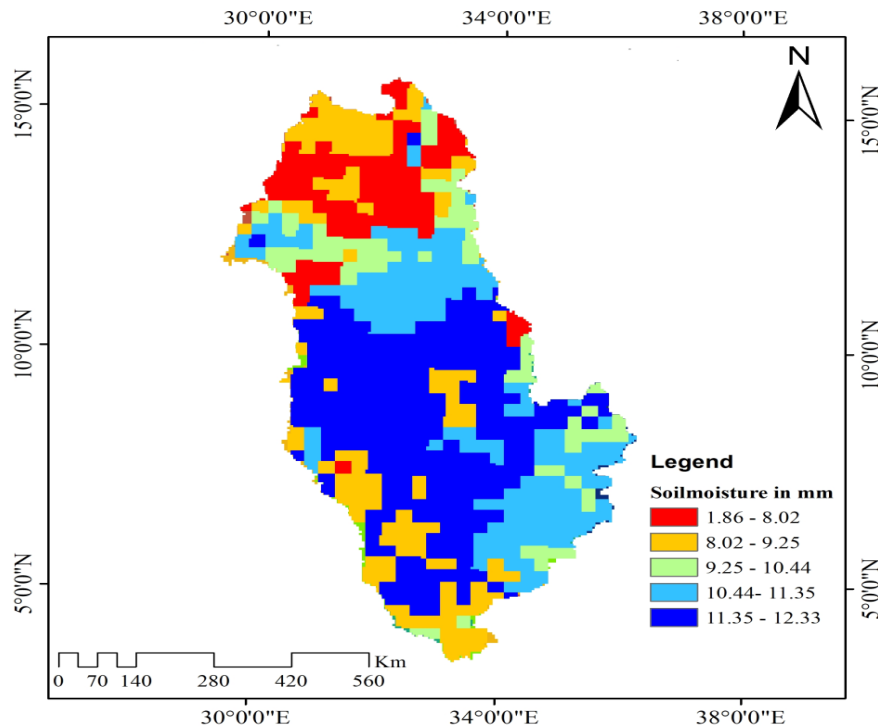 30°0'0"E 34°0'0"E 38°0'0"E
N
15°0'0"N 15°0'0"N
10°0'0"N 10°0'0"N
5°0'0"N 5°0'0"N
Legend
Soilmoisture in mm
1.86 - 8.02
8.02 - 9.25
9.25 - 10.44
10.44- 11.35
11.35 - 12.33
Km
0 70 140 280 420 560
30°0'0"E 34°0'0"E 38°0'0"E